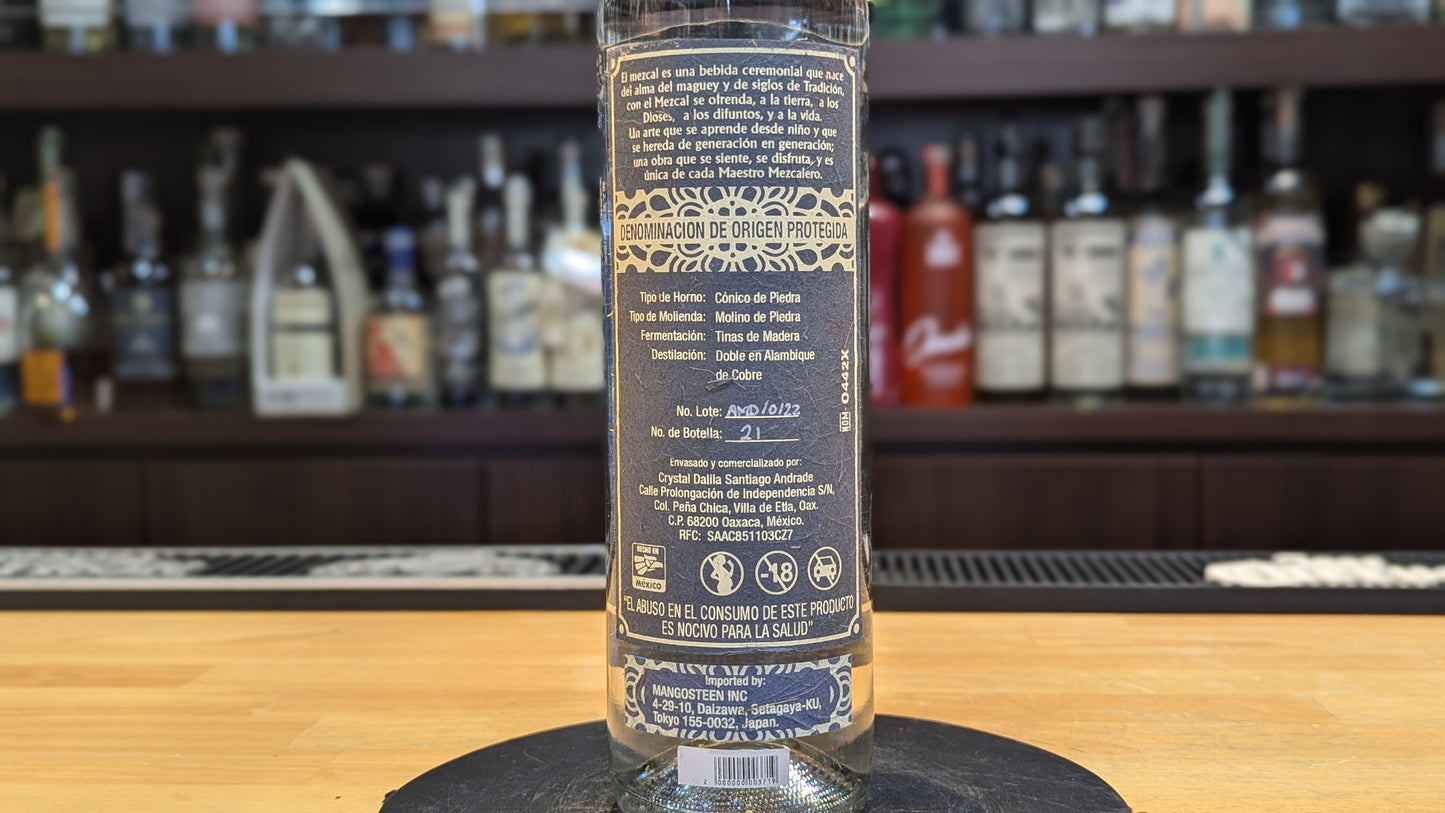 El mezcal es una bebida ceremonial que nace
del alma del maguey y de siglos de Tradición,
con el Mezcal se ofrenda, a la tierra, a los
Dioses, a los difuntos, y a la vida.
Un arte que se aprende desde niño y que
se hereda de generación en generación;
una obra que se siente, se disfruta, y es
única de cada Maestro Mezcalero.
DENOMINACION DE ORIGEN PROTEGIDA
Tipo de Horno: Cónico de Piedra
Tipo de Molienda: Molino de Piedra
Fermentación: Tinas de Madera
Destilación: Doble en Alambique
de Cobre
NOM-0442X
No. Lote: AMD/0/22
No. de Botella: 21
Envasado y comercializado por:
Crystal Dalila Santiago Andrade
Calle Prolongación de Independencia S/N,
Col. Peña Chica, Villa de Etla, Oax.
C.P. 68200 Oaxaca, México.
RFC: SAAC851103CZ7
HECHO EN
MÉXICO
-18
"EL ABUSO EN EL CONSUMO DE ESTE PRODUCTO
ES NOCIVO PARA LA SALUD"
Imported by:
MANGOSTEEN INC
4-29-10, Daizawa, Setagaya-KU,
Tokyo 155-0032, Japan.
2 000000 003719